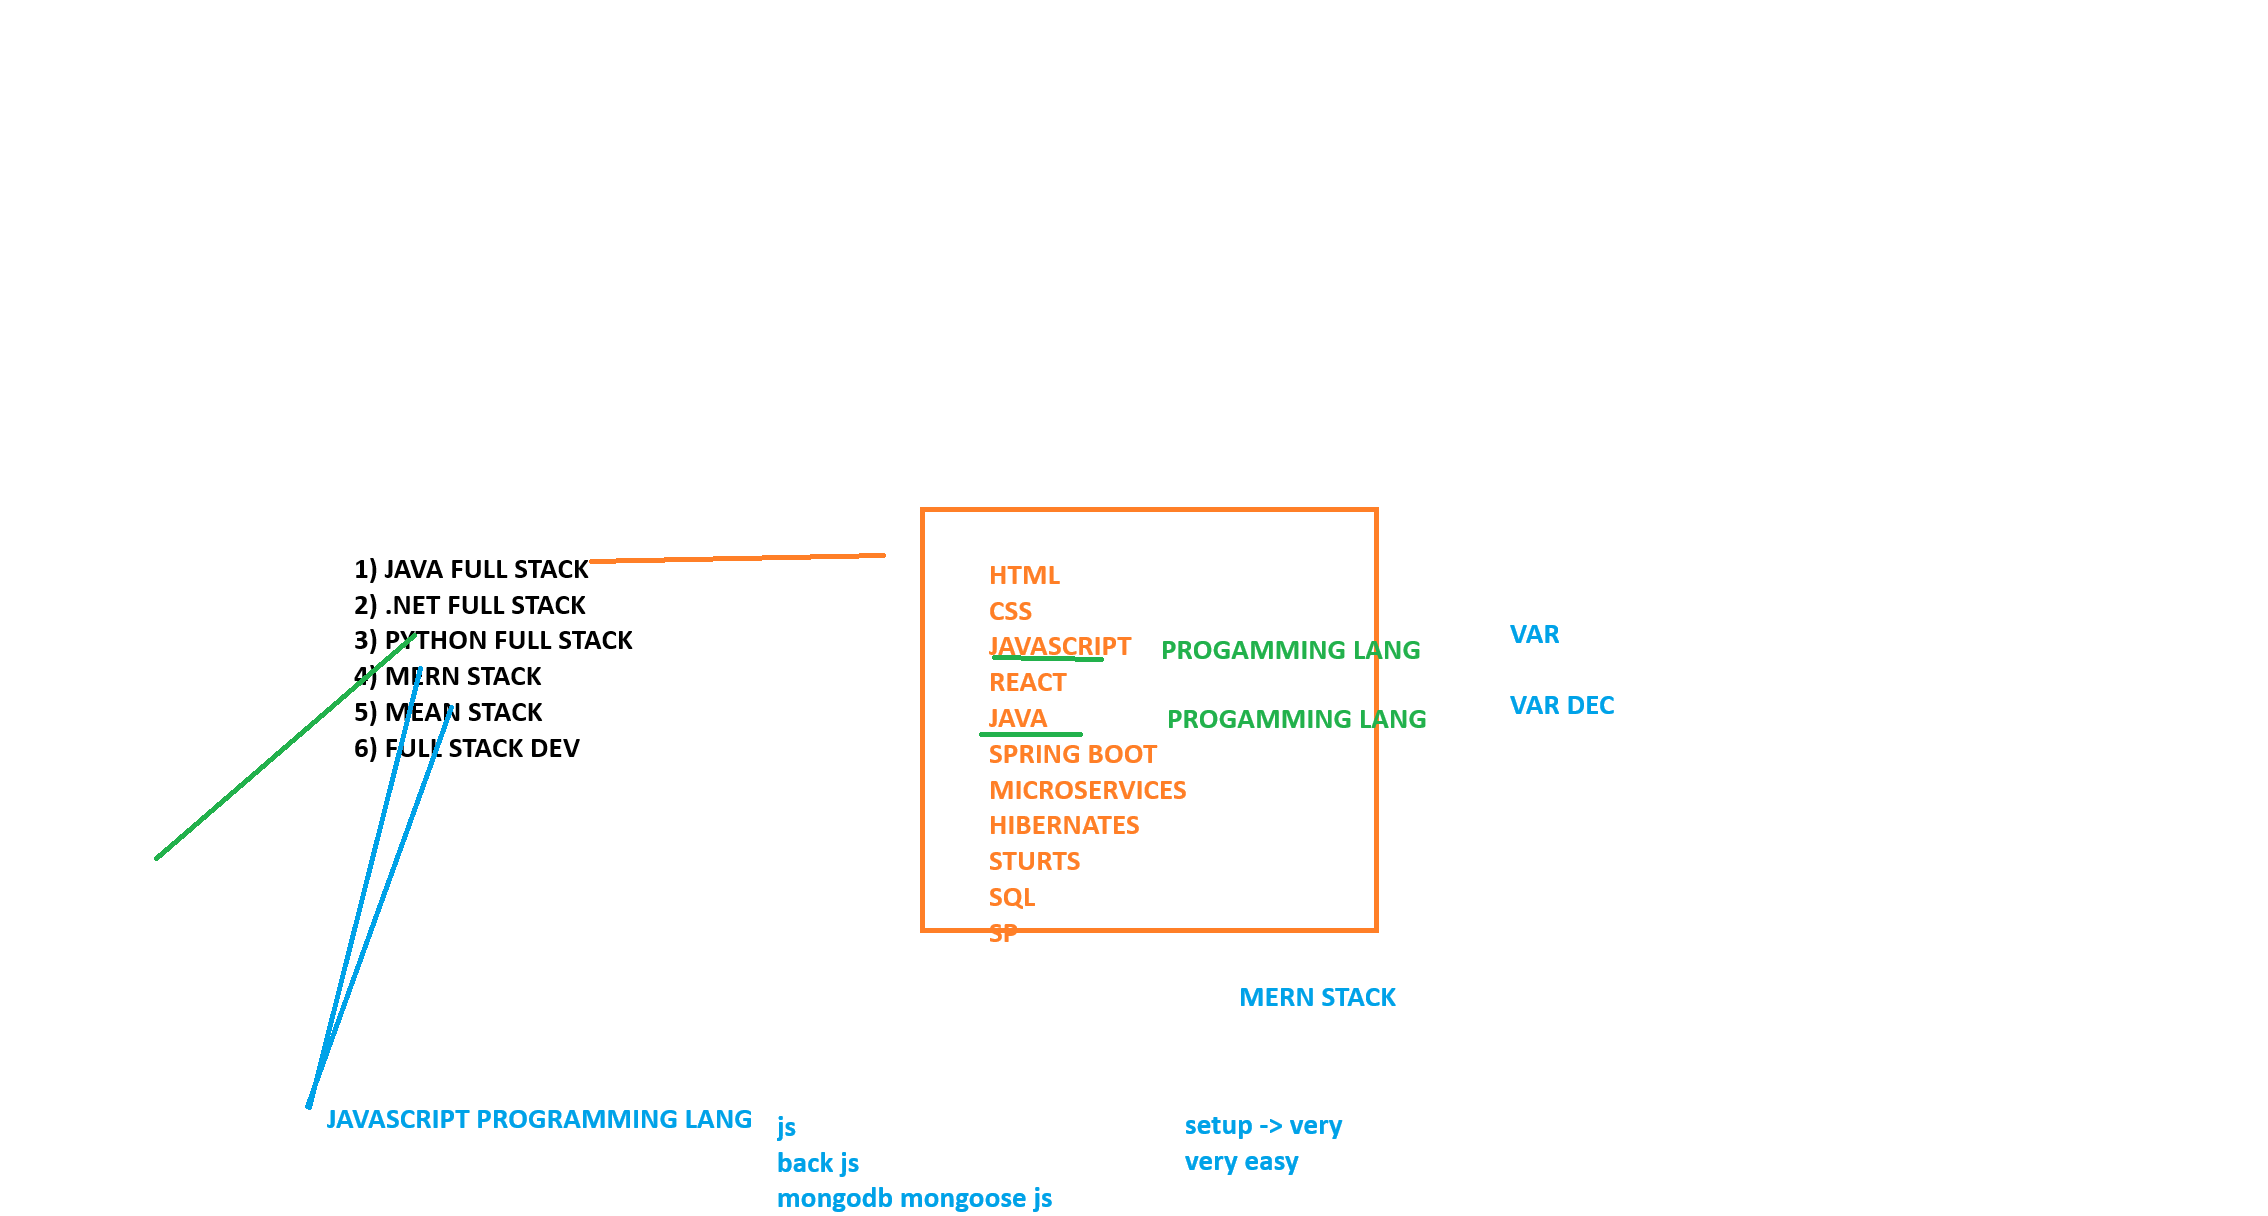 1) JAVA FULL STACK
2) .NET FULL STACK
3) PYTHON FULL STACK
4) MERN STACK
5) MEAN STACK
6) FULL STACK DEV
HTML
CSS
JAVASCRIPT
REACT
JAVA
SPRING BOOT
MICROSERVICES
HIBERNATES
STURTS
SQL
SP
PROGAMMING LANG
PROGAMMING LANG
VAR
VAR DEC
MERN STACK
JAVASCRIPT PROGRAMMING LANG
js
back js
mongodb mongoose js
setup -> very
very easy